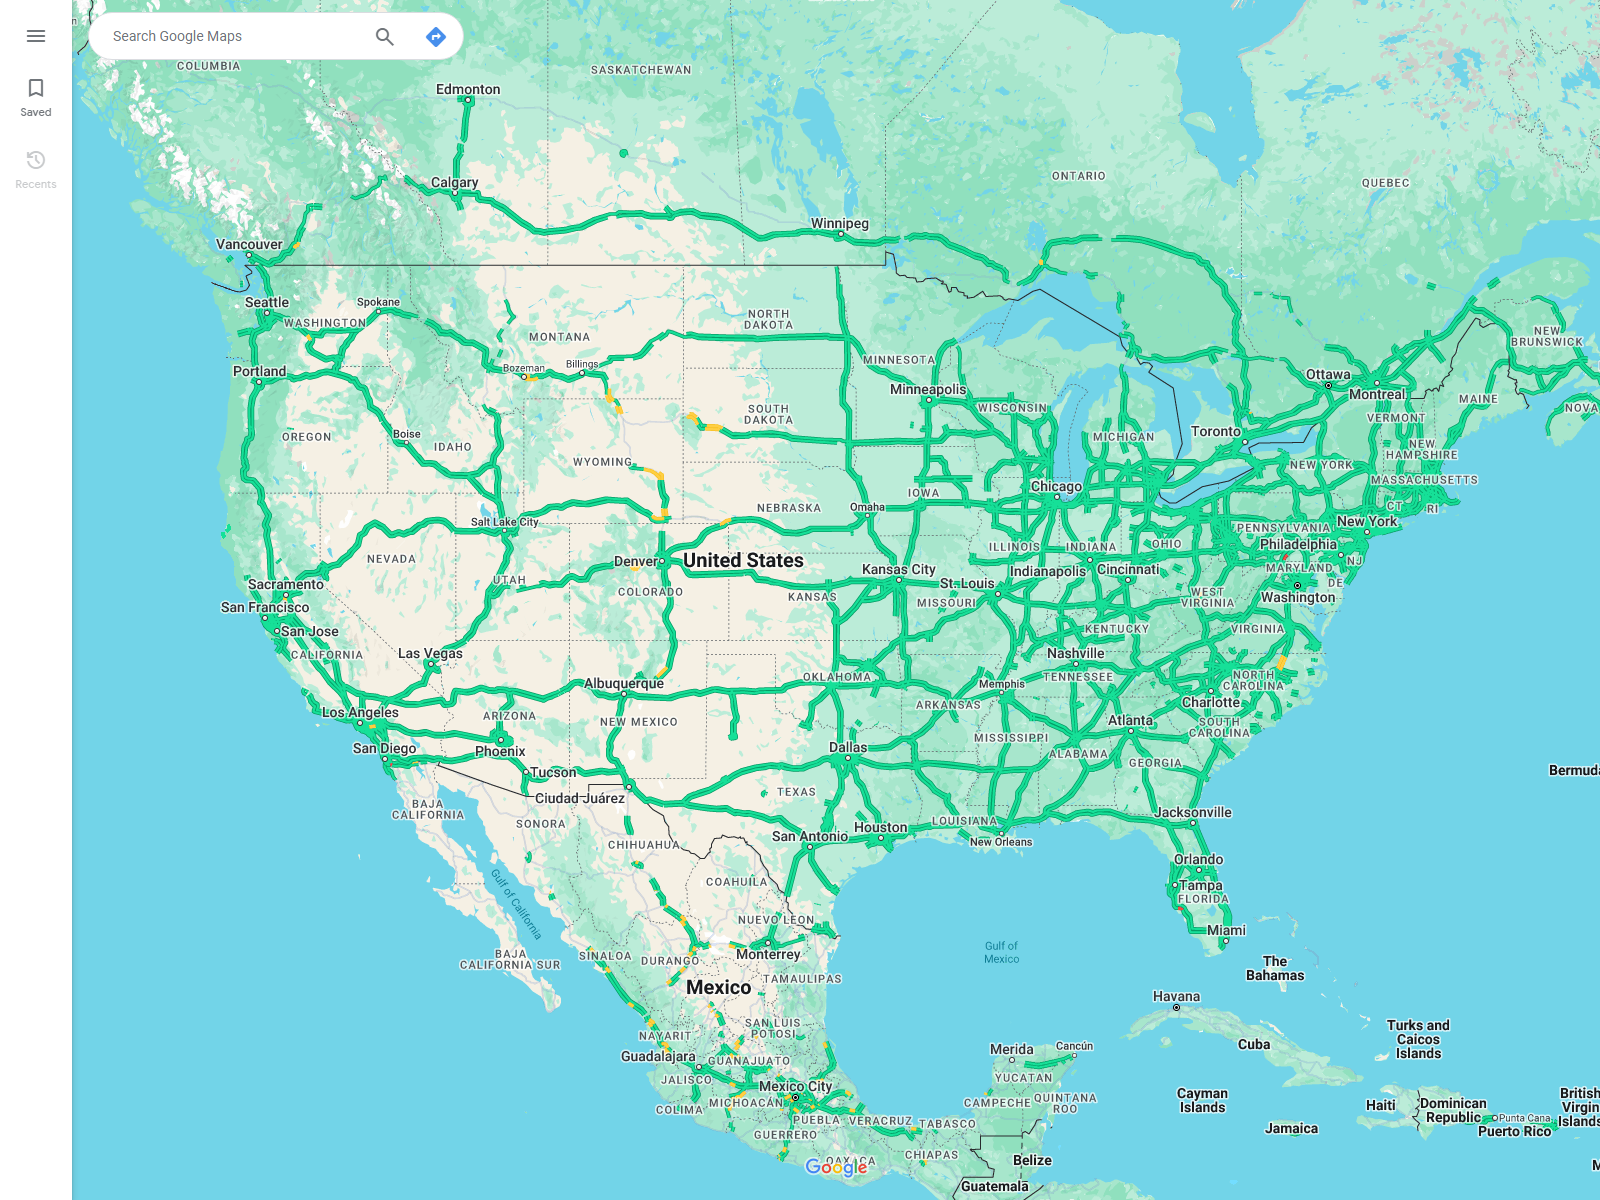 Search Google Maps
Saved
Recents
COLUMBIA
SASKATCHEWAN
Edmonton
ONTARIO
QUEBEC
Calgary
Winnipeg
Vancouver
Seattle
Spokane
WASHINGTON
NORTH
DAKOTA
MONTANA
NEW
BRUNSWICK
MINNESOTA
Bozeman
Billings
Portland
Ottawa
Minneapolis
Montreal
MAINE
NOVA
WISCONSIN
SOUTH
DAKOTA
VERMONT
Toronto
MICHIGAN
NEW
HAMPSHIRE
OREGON
Boise
IDAHO
WYOMING
NEW YORK
MASSACHUSETTS
Chicago
IOWA
CT
RI
Omaha
NEBRASKA
Salt Lake City
New York
PENNSYLVANIA
Philadelphia
ILLINOIS
INDIANA
OHIO
NEVADA
Denver
United States
NJ
MARYLAND
Kansas City
Indianapolis
Cincinnati
UTAH
St. Louis
DE
Sacramento
COLORADO
KANSAS
MISSOURI
WEST
VIRGINIA
Washington
San Francisco
San Jose
KENTUCKY
VIRGINIA
CALIFORNIA
Las Vegas
Nashville
OKLAHOMA
TENNESSEE
NORTH
CAROLINA
Albuquerque
Memphis
ARKANSAS
Charlotte
Los Angeles
ARIZONA
NEW MEXICO
Atlanta
SOUTH
CAROLINA
MISSISSIPPI
San Diego
Phoenix
Dallas
ALABAMA
GEORGIA
Tucson
Bermuda
Ciudad Juárez
TEXAS
BAJA
CALIFORNIA
SONORA
LOUISIANA
Jacksonville
Houston
San Antonio
New Orleans
CHIHUAHUA
Orlando
COAHUILA
Tampa
FLORIDA
Gulf of California
NUEVO LEON
Miami
Gulf of
Mexico
BAJA
CALIFORNIA SUR
SINALOA
DURANGO
Monterrey
The
Bahamas
Mexico
TAMAULIPAS
Havana
SAN LUIS
POTOSI
Turks and
Caicos
Islands
NAYARIT
Cuba
Merida
Cancún
Guadalajara
GUANAJUATO
JALISCO
YUCATAN
Mexico City
MICHOACÁN
CAMPECHE
QUINTANA
ROO
Cayman
Islands
Haiti
Dominican
Republic
Punta Cana
Puerto Rico
British
Virgin
Islands
COLIMA
PUEBLA
VERACRUZ
TABASCO
Jamaica
GUERRERO
CHIAPAS
OAXACA
Google
Belize
Guatemala